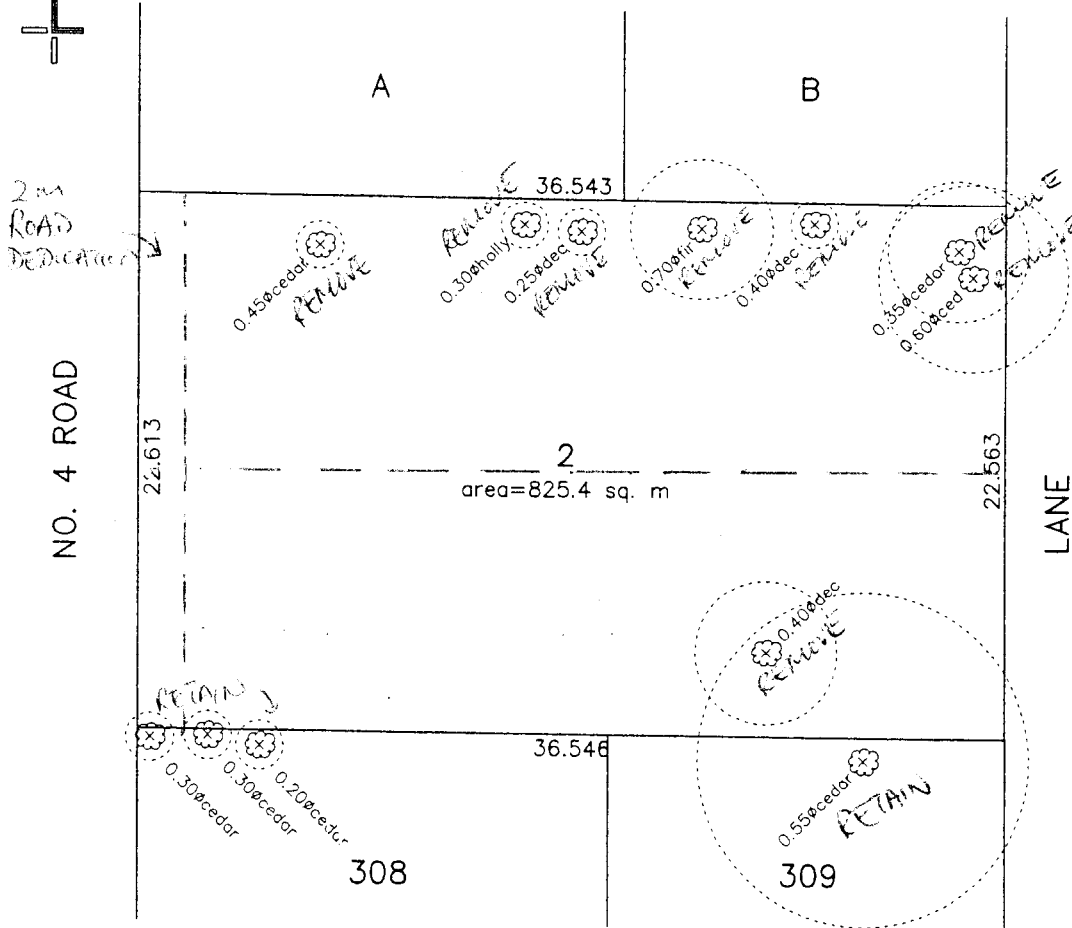 A
B
2M
ROAD
DEDICATION
36.543
REMOVE
0.45øcedar
REMOVE
0.30øholly
0.25ødec
REMOVE
0.70øfir
REMOVE
0.40ødec
REMOVE
0.35øcedar
REMOVE
0.60øced
REMOVE
NO. 4 ROAD
22.613
2
area=825.4 sq. m
22.563
LANE
0.40ødec
REMOVE
RETAIN
0.30øcedar
0.30øcedar
0.20øcedar
36.546
0.55øcedar
RETAIN
308
309